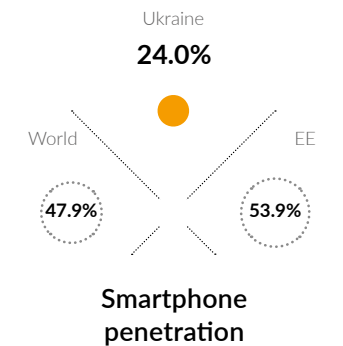 Ukraine
24.0%
World
EE
47.9%
53.9%
Smartphone
penetration